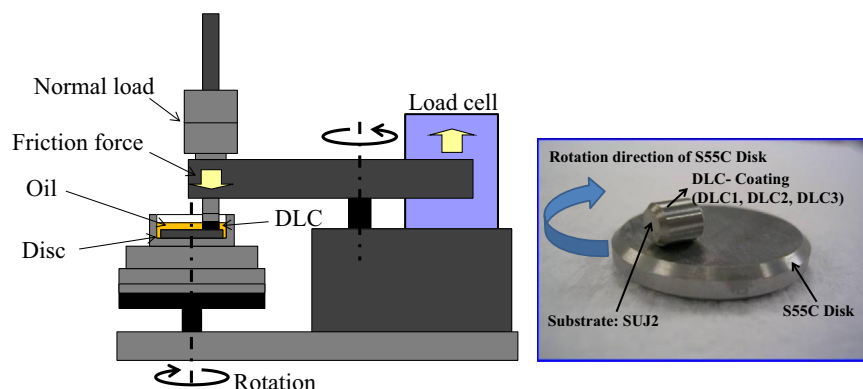 Normal load
Load cell
Friction force
Oil
DLC
Disc
Rotation
Rotation direction of S55C Disk
DLC- Coating
(DLC1, DLC2, DLC3)
Substrate: SUJ2
S55C Disk